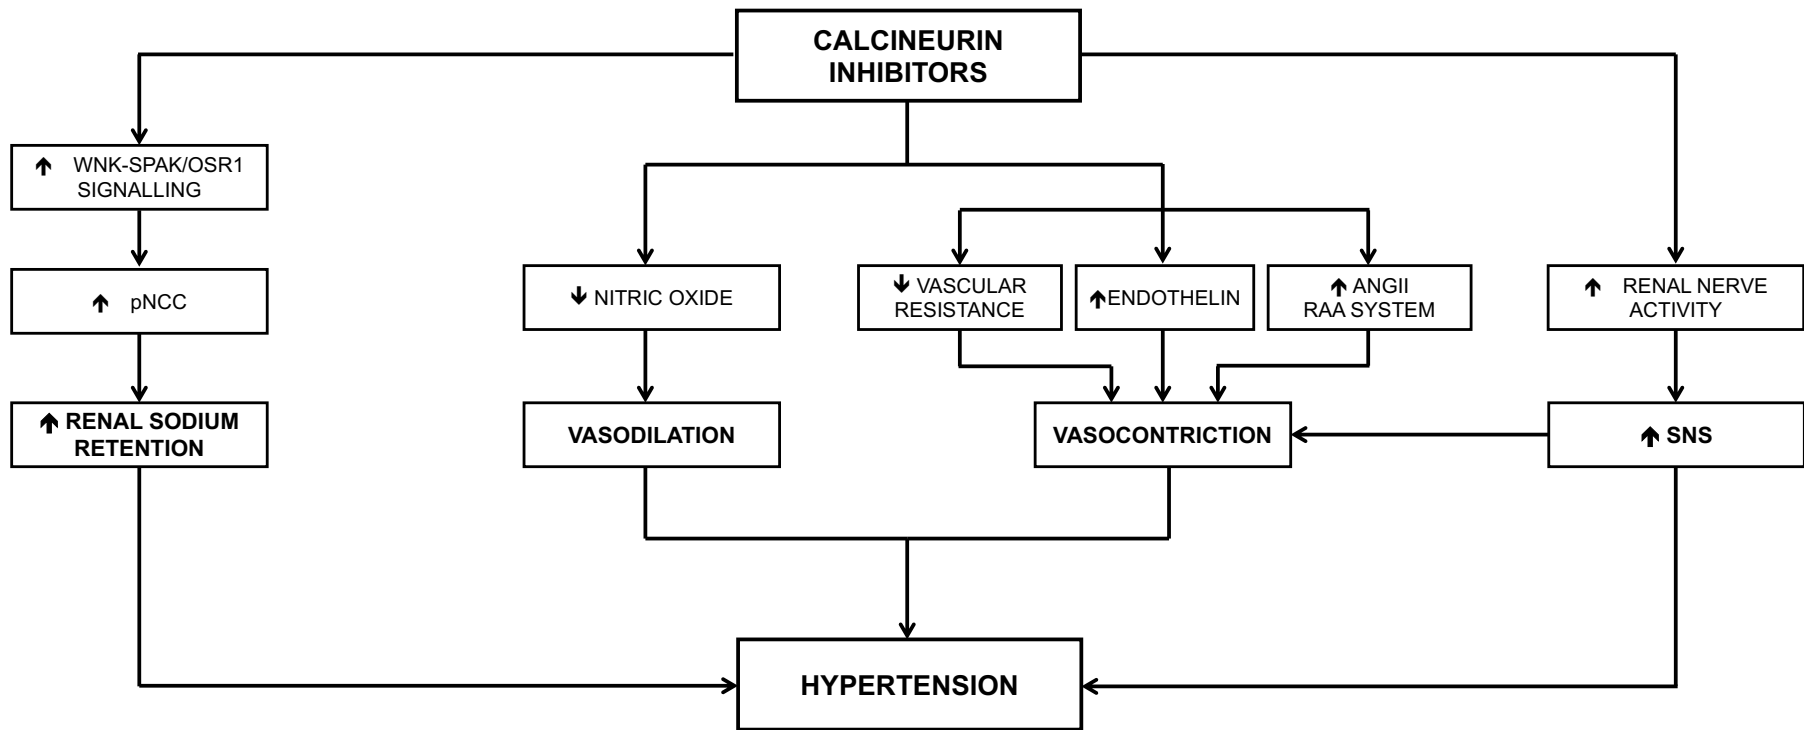 CALCINEURIN
INHIBITORS
↑ WNK-SPAK/OSR1
SIGNALLING
↑ pNCC
↑ RENAL SODIUM
RETENTION
↓ NITRIC OXIDE
VASODILATION
↓ VASCULAR
RESISTANCE
↑ENDOTHELIN
↑ ANGII
RAA SYSTEM
VASOCONTRICTION
↑ RENAL NERVE
ACTIVITY
↑ SNS
HYPERTENSION